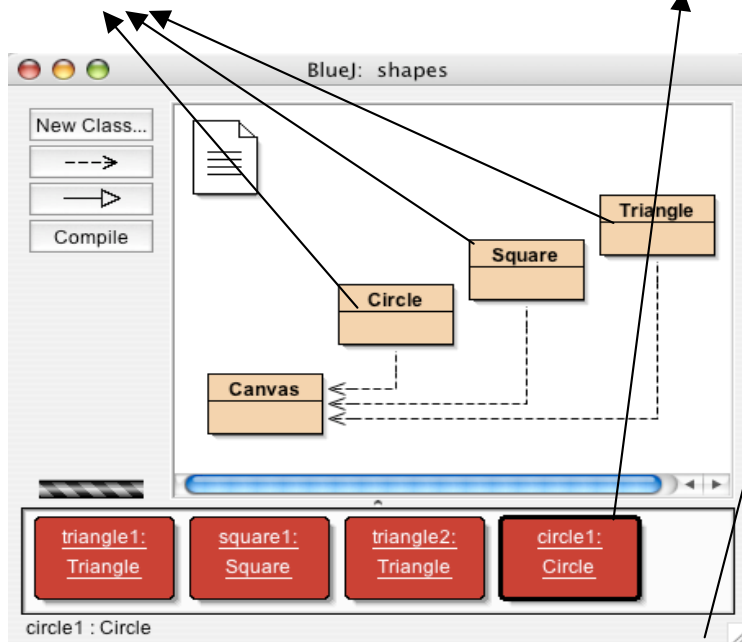 BlueJ: shapes
New Class...
Compile
Triangle
Square
Circle
Canvas
triangle1:
Triangle
square1:
Square
triangle2:
Triangle
circle1:
Circle
circle1 : Circle